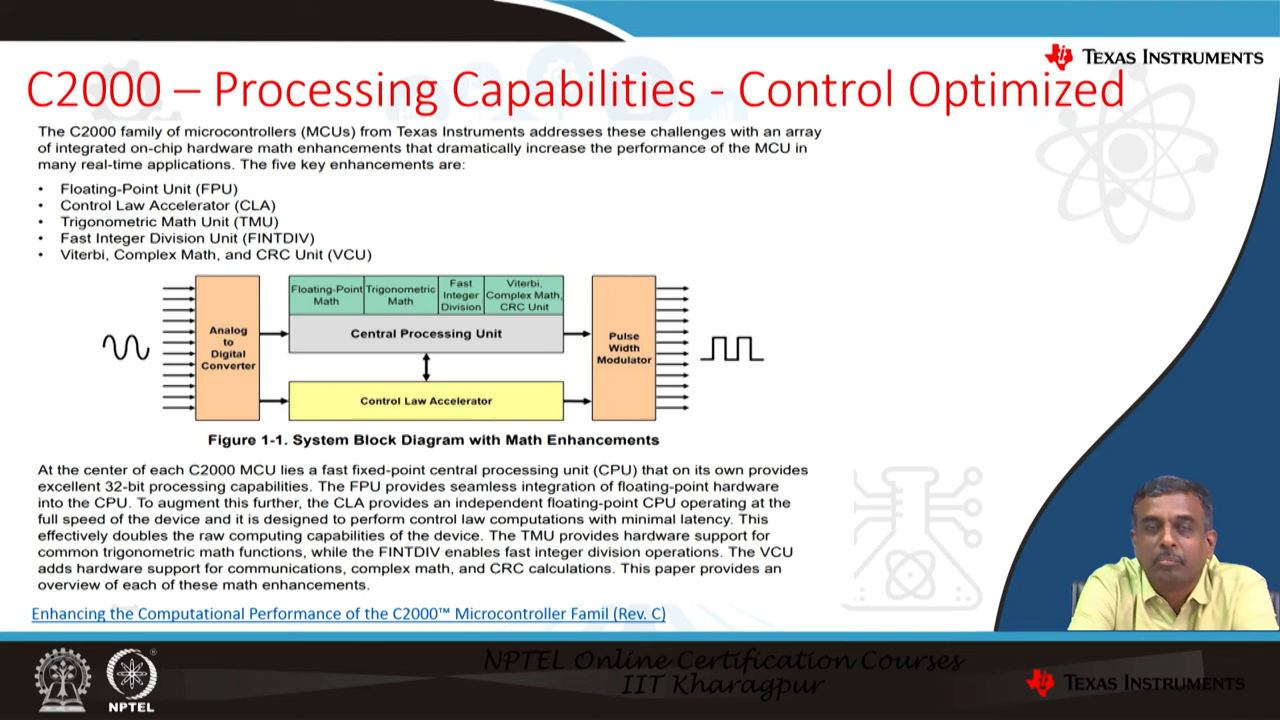 TEXAS INSTRUMENTS
C2000 – Processing Capabilities - Control Optimized
The C2000 family of microcontrollers (MCUs) from Texas Instruments addresses these challenges with an array
of integrated on-chip hardware math enhancements that dramatically increase the performance of the MCU in
many real-time applications. The five key enhancements are:
• Floating-Point Unit (FPU)
• Control Law Accelerator (CLA)
• Trigonometric Math Unit (TMU)
• Fast Integer Division Unit (FINTDIV)
• Viterbi, Complex Math, and CRC Unit (VCU)
Analog
to
Digital
Converter
Floating-Point
Math
Trigonometric
Math
Fast
Integer
Division
Viterbi,
Complex Math,
CRC Unit
Central Processing Unit
Control Law Accelerator
Pulse
Width
Modulator
Figure 1-1. System Block Diagram with Math Enhancements
At the center of each C2000 MCU lies a fast fixed-point central processing unit (CPU) that on its own provides
excellent 32-bit processing capabilities. The FPU provides seamless integration of floating-point hardware
into the CPU. To augment this further, the CLA provides an independent floating-point CPU operating at the
full speed of the device and it is designed to perform control law computations with minimal latency. This
effectively doubles the raw computing capabilities of the device. The TMU provides hardware support for
common trigonometric math functions, while the FINTDIV enables fast integer division operations. The VCU
adds hardware support for communications, complex math, and CRC calculations. This paper provides an
overview of each of these math enhancements.
Enhancing the Computational Performance of the C2000™ Microcontroller Famil (Rev. C)
NPTEL Online Certification Courses
IIT Kharagpur
NPTEL
®
TEXAS INSTRUMENTS